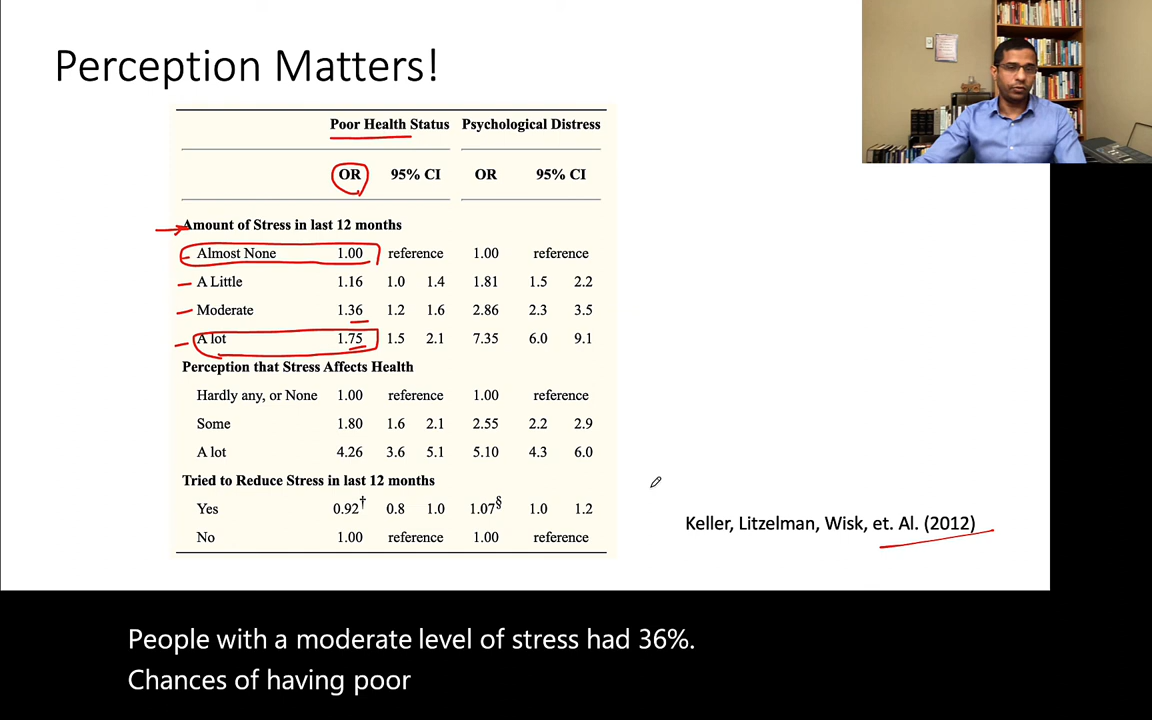 Perception Matters!
Poor Health Status Psychological Distress
OR 95% CI OR 95% CI
Amount of Stress in last 12 months
Almost None 1.00 reference 1.00 reference
A Little 1.16 1.0 1.4 1.81 1.5 2.2
Moderate 1.36 1.2 1.6 2.86 2.3 3.5
A lot 1.75 1.5 2.1 7.35 6.0 9.1
Perception that Stress Affects Health
Hardly any, or None 1.00 reference 1.00 reference
Some 1.80 1.6 2.1 2.55 2.2 2.9
A lot 4.26 3.6 5.1 5.10 4.3 6.0
Tried to Reduce Stress in last 12 months
Yes 0.92† 0.8 1.0 1.07§ 1.0 1.2
No 1.00 reference 1.00 reference
Keller, Litzelman, Wisk, et. Al. (2012)
People with a moderate level of stress had 36%.
Chances of having poor